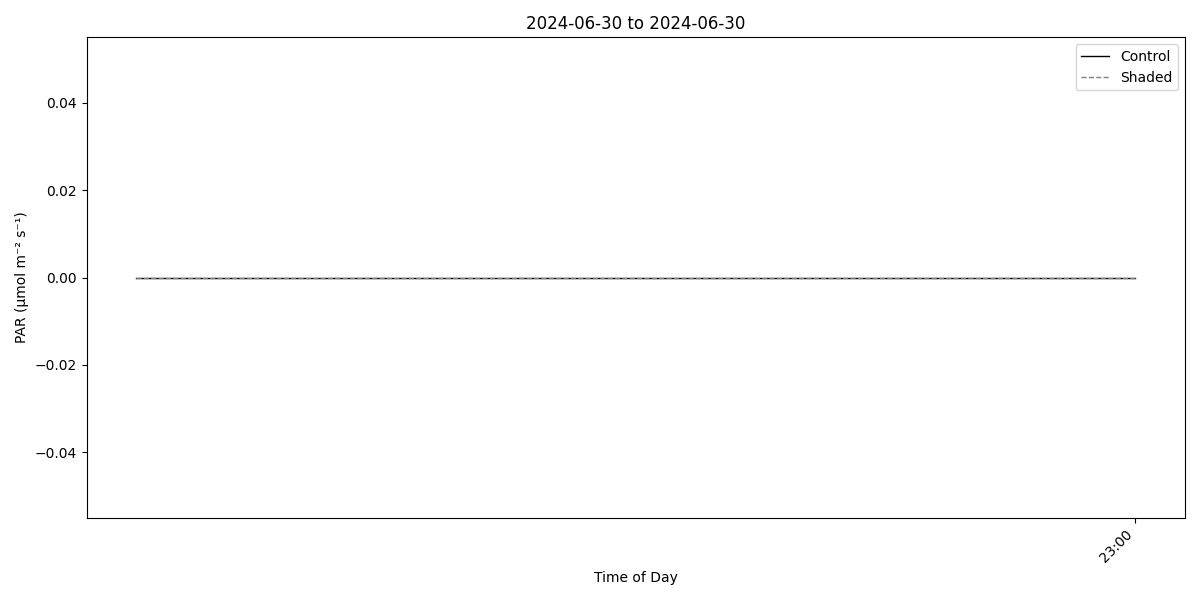 2024-06-30 to 2024-06-30
Control
Shaded
0.04
0.02
0.00
−0.02
−0.04
PAR (µmol m⁻² s⁻¹)
23:00
Time of Day